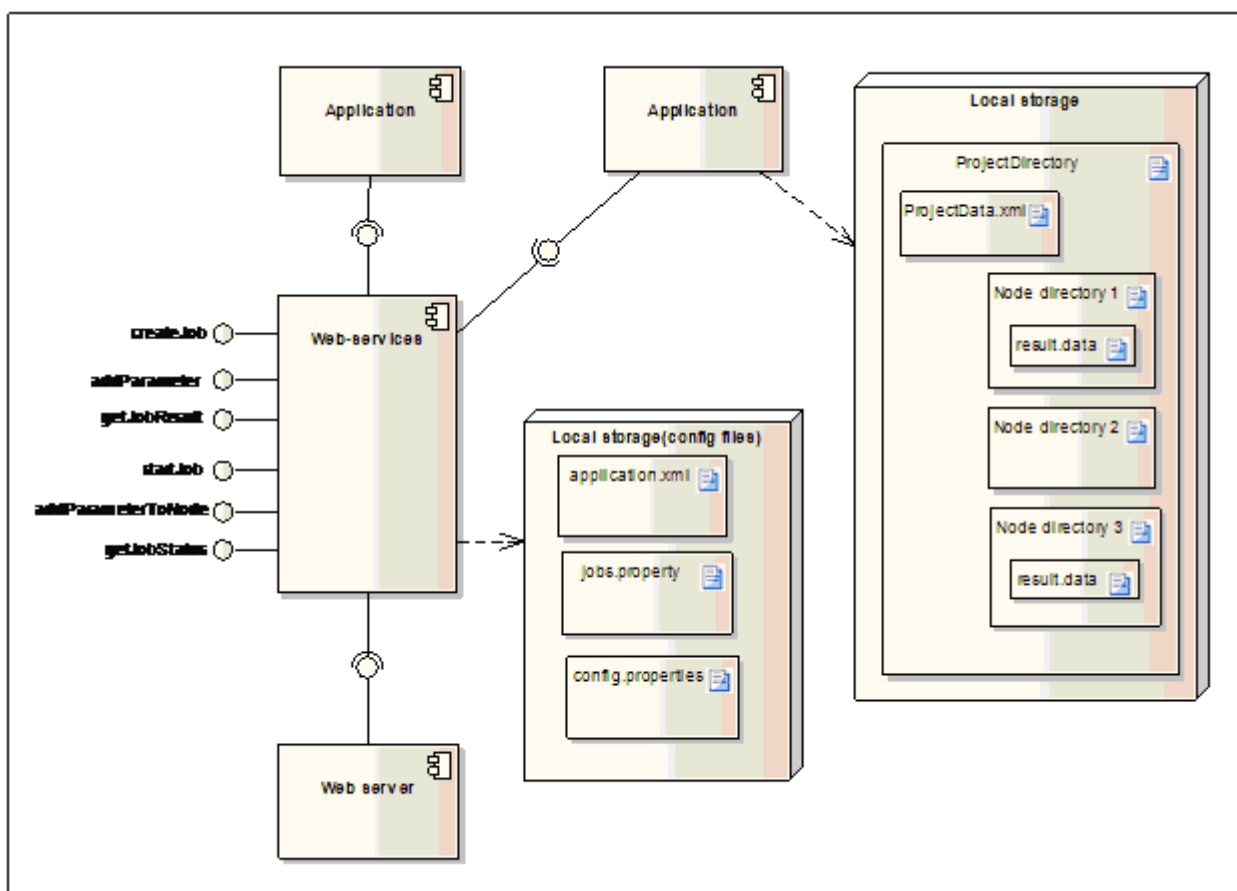 Application
Application
Local storage
ProjectDirectory
ProjectData.xml
Node directory 1
result.data
Node directory 2
Node directory 3
result.data
Web-services
createJob
addParameter
getJobResult
startJob
addParameterToNode
getJobStatus
Local storage(config files)
application.xml
jobs.property
config.properties
Web server